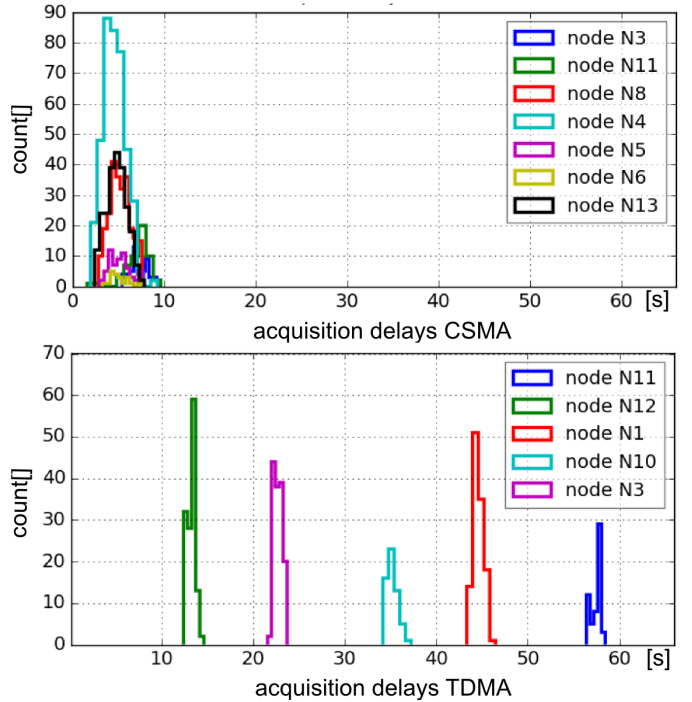 90
80
70
60
50
40
30
20
10
0
count[]
node N3
node N11
node N8
node N4
node N5
node N6
node N13
0 10 20 30 40 50 60 [s]
acquisition delays CSMA
70
60
50
40
30
20
10
0
count[]
node N11
node N12
node N1
node N10
node N3
10 20 30 40 50 60 [s]
acquisition delays TDMA